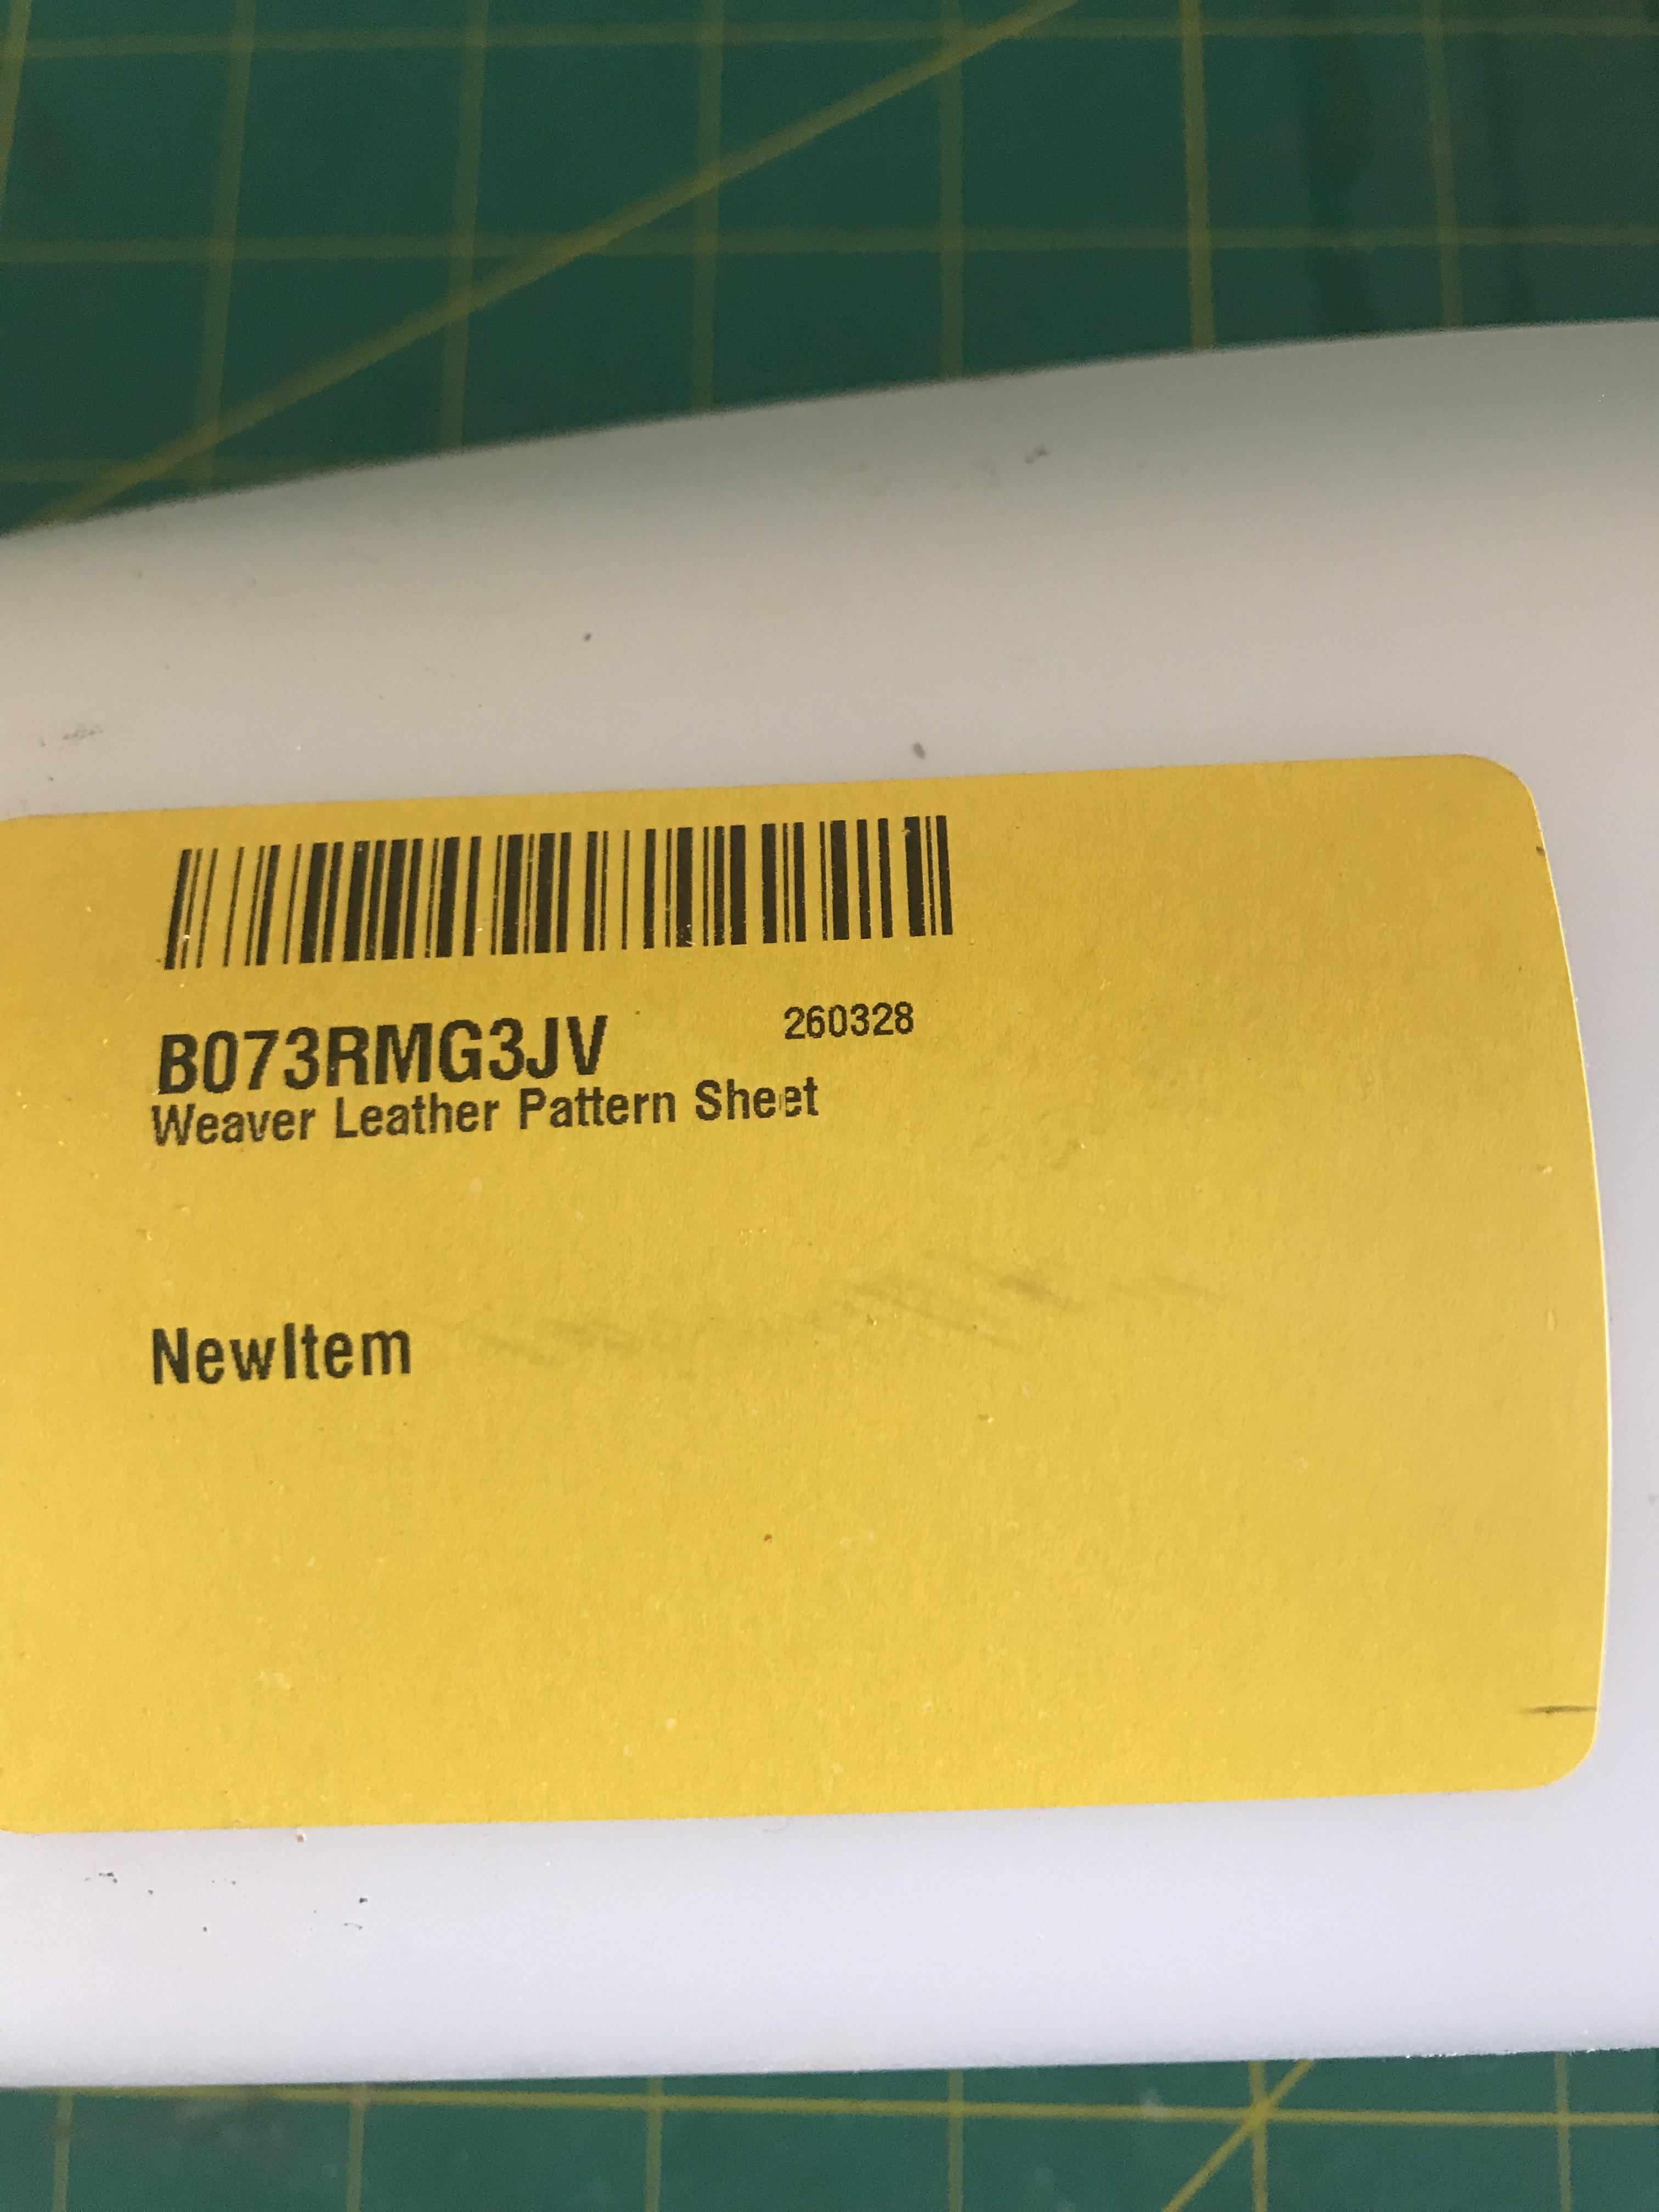 B073RMG3JV 260328
Weaver Leather Pattern Sheet
NewItem